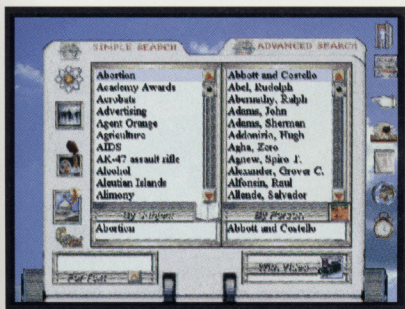 SIMPLE SEARCH
ADVANCED SEARCH
Abortion
Academy Awards
Acrobats
Advertising
Agent Orange
Agriculture
AIDS
AK-47 assault rifle
Alcohol
Aleutian Islands
Alimony
By Subject
Abortion
Abbott and Costello
Abel, Rudolph
Abernathy, Ralph
Adams, John
Adams, Sherman
Addonizio, Hugh
Agha, Zero
Agnew, Spiro T.
Alexander, Grover C.
Alfonsin, Raul
Allende, Salvador
By Person
Abbott and Costello
With Video